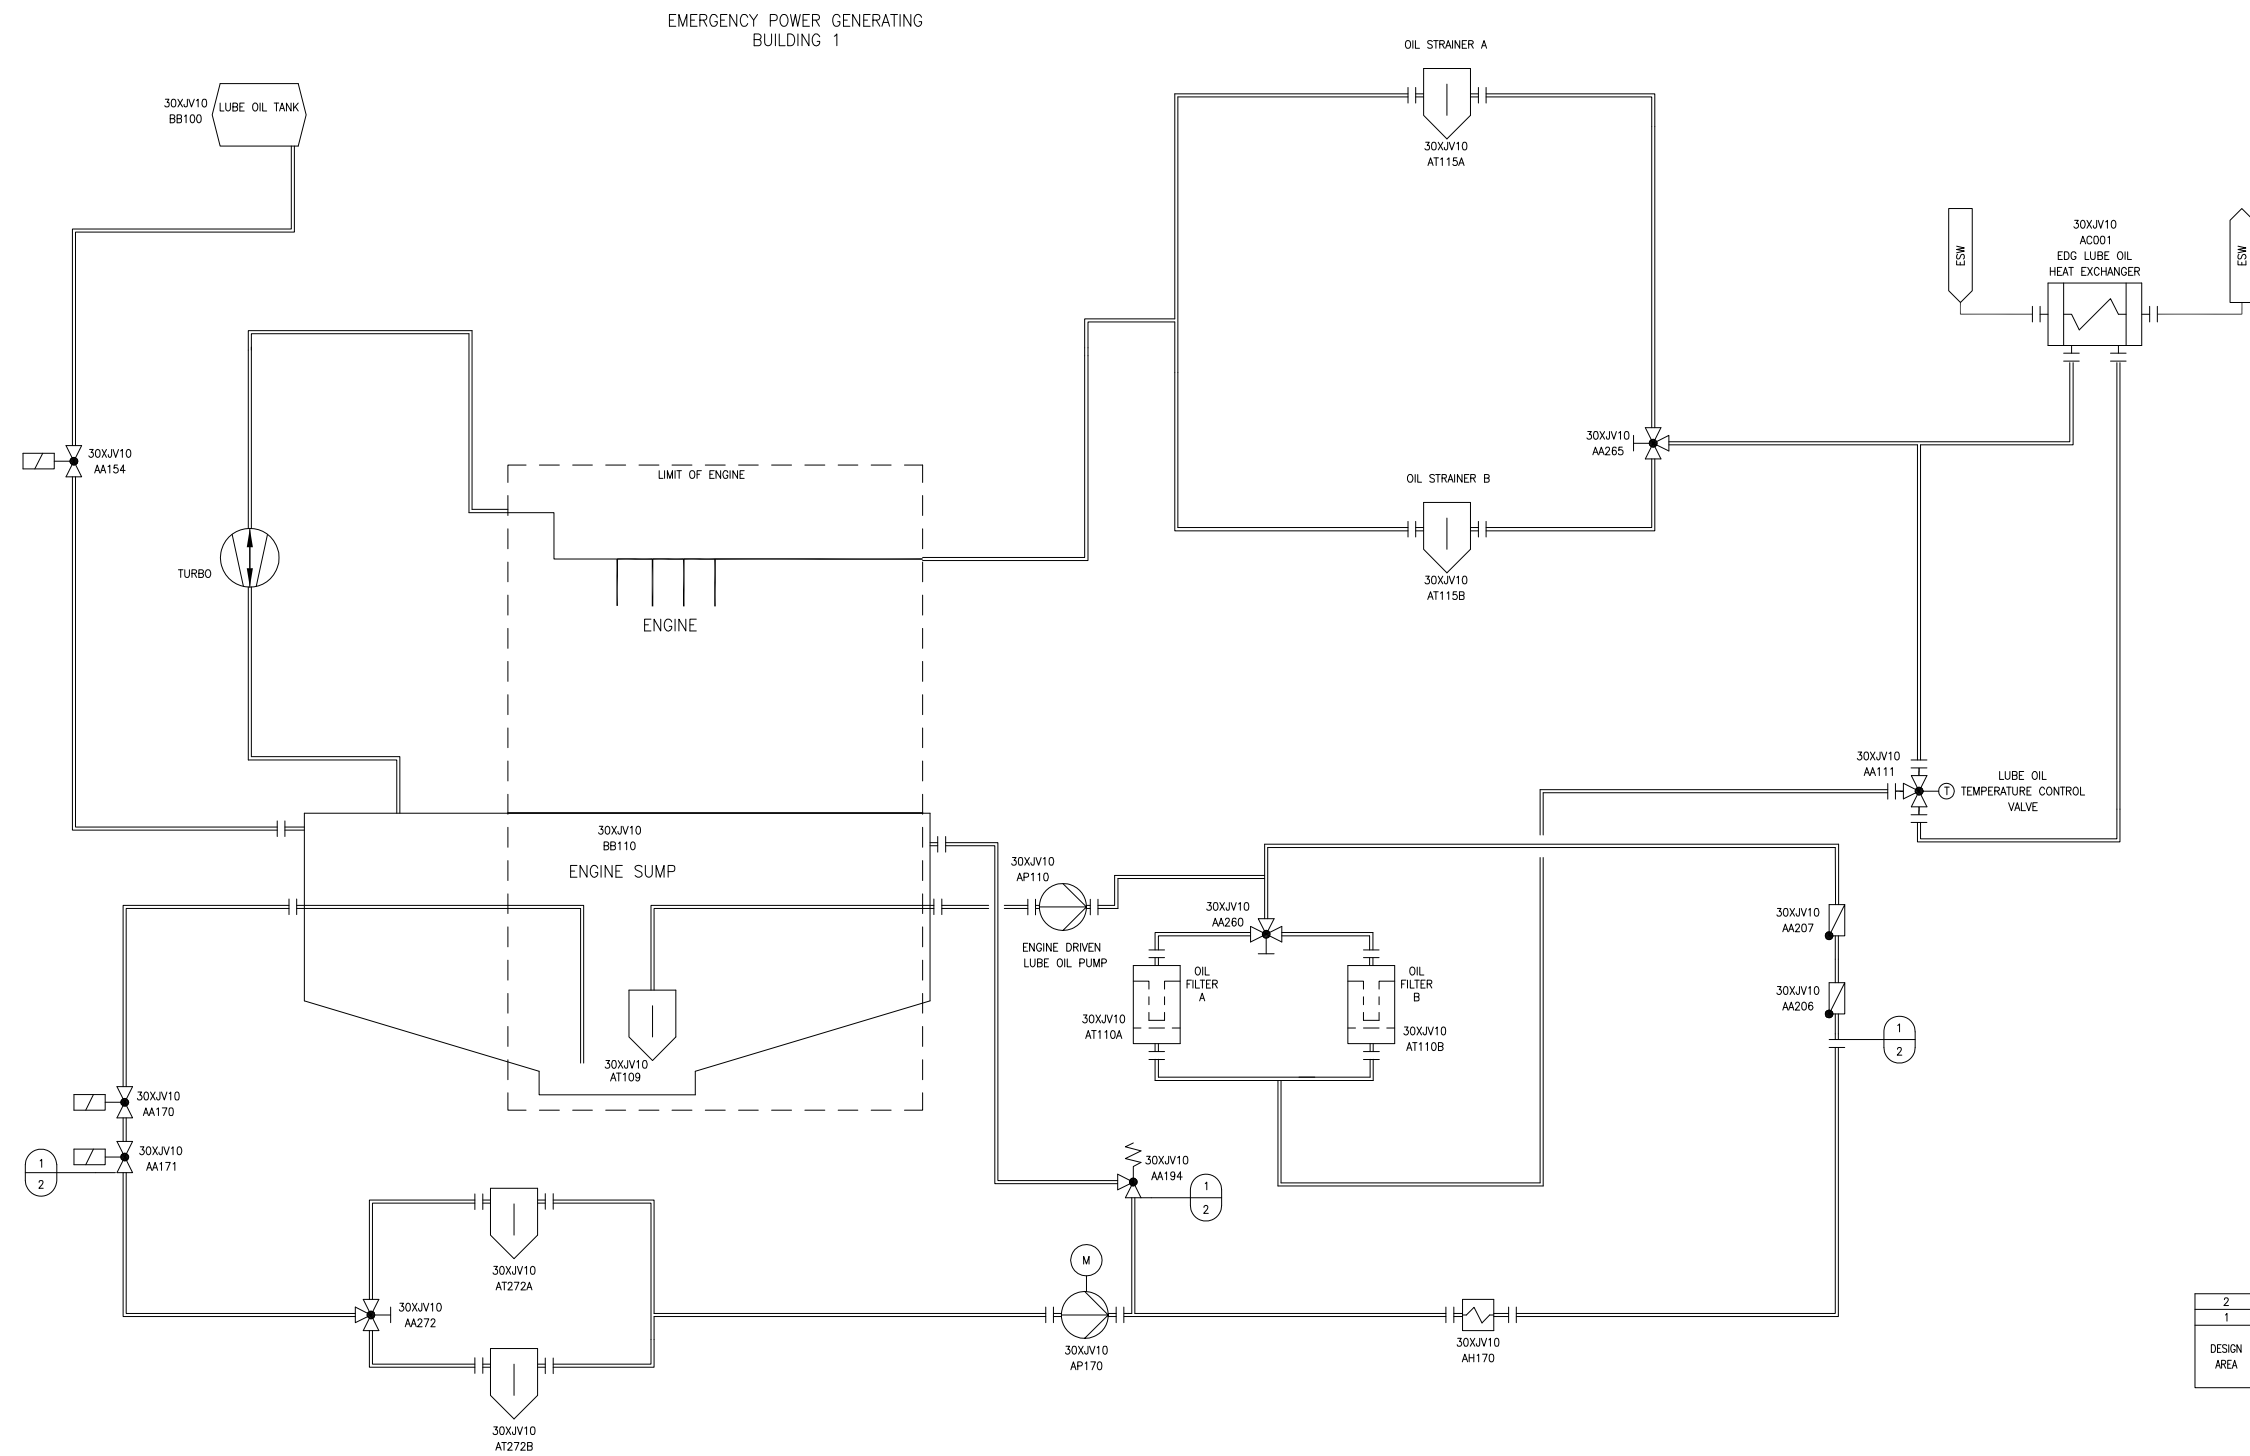 EMERGENCY POWER GENERATING
BUILDING 1
OIL STRAINER A
30XJV10
BB100
LUBE OIL TANK
30XJV10
AT115A
30XJV10
AC001
EDG LUBE OIL
HEAT EXCHANGER
ESW
ESW
30XJV10
AA154
LIMIT OF ENGINE
30XJV10
AA265
OIL STRAINER B
30XJV10
AT115B
TURBO
ENGINE
30XJV10
AA111
T
LUBE OIL
TEMPERATURE CONTROL
VALVE
30XJV10
BB110
ENGINE SUMP
30XJV10
AP110
ENGINE DRIVEN
LUBE OIL PUMP
30XJV10
AA260
30XJV10
AA207
OIL
FILTER
A
OIL
FILTER
B
30XJV10
AT110A
30XJV10
AT110B
30XJV10
AA206
1
2
30XJV10
AT109
30XJV10
AA170
30XJV10
AA171
1
2
30XJV10
AA194
1
2
30XJV10
AT272A
M
30XJV10
AA272
30XJV10
AP170
30XJV10
AH170
30XJV10
AT272B
2
1
DESIGN
AREA